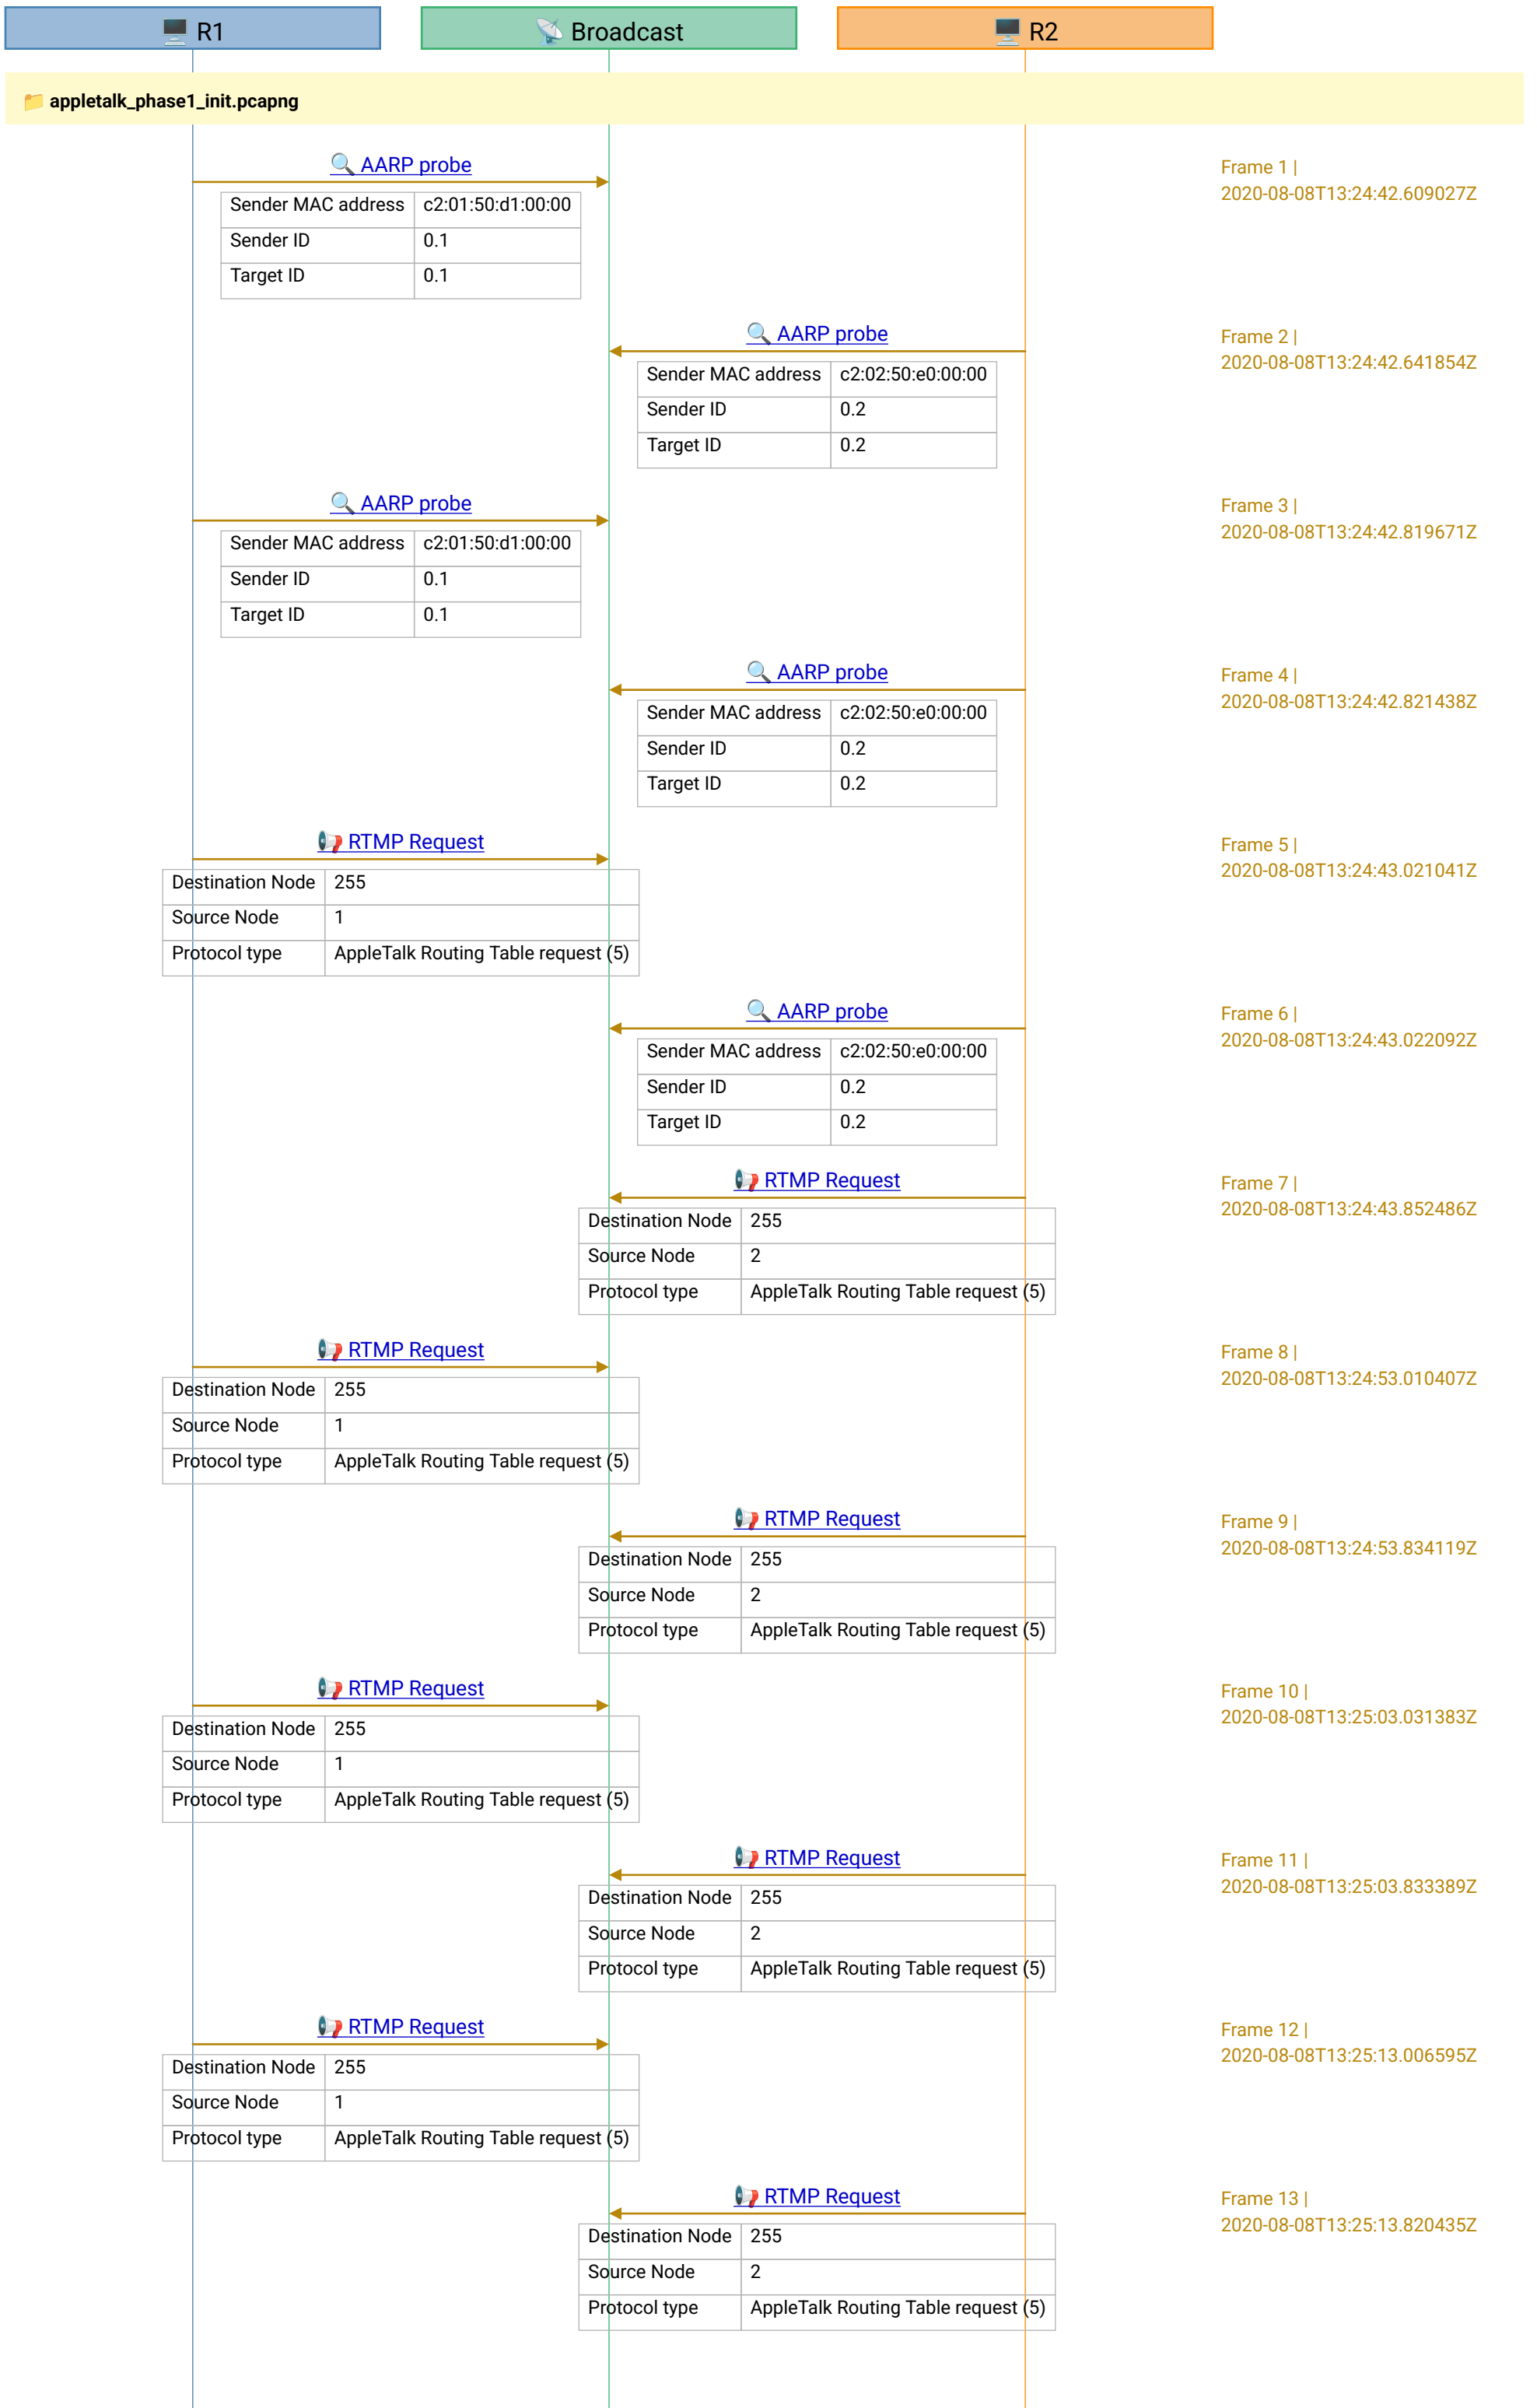 🖥️ R1
📡 Broadcast
🖥️ R2
📁 appletalk_phase1_init.pcapng
🔍 AARP probe
Frame 1 |
2020-08-08T13:24:42.609027Z
Sender MAC address c2:01:50:d1:00:00
Sender ID 0.1
Target ID 0.1
🔍 AARP probe
Frame 2 |
2020-08-08T13:24:42.641854Z
Sender MAC address c2:02:50:e0:00:00
Sender ID 0.2
Target ID 0.2
🔍 AARP probe
Frame 3 |
2020-08-08T13:24:42.819671Z
Sender MAC address c2:01:50:d1:00:00
Sender ID 0.1
Target ID 0.1
🔍 AARP probe
Frame 4 |
2020-08-08T13:24:42.821438Z
Sender MAC address c2:02:50:e0:00:00
Sender ID 0.2
Target ID 0.2
📢 RTMP Request
Frame 5 |
2020-08-08T13:24:43.021041Z
Destination Node 255
Source Node 1
Protocol type AppleTalk Routing Table request (5)
🔍 AARP probe
Frame 6 |
2020-08-08T13:24:43.022092Z
Sender MAC address c2:02:50:e0:00:00
Sender ID 0.2
Target ID 0.2
📢 RTMP Request
Frame 7 |
2020-08-08T13:24:43.852486Z
Destination Node 255
Source Node 2
Protocol type AppleTalk Routing Table request (5)
📢 RTMP Request
Frame 8 |
2020-08-08T13:24:53.010407Z
Destination Node 255
Source Node 1
Protocol type AppleTalk Routing Table request (5)
📢 RTMP Request
Frame 9 |
2020-08-08T13:24:53.834119Z
Destination Node 255
Source Node 2
Protocol type AppleTalk Routing Table request (5)
📢 RTMP Request
Frame 10 |
2020-08-08T13:25:03.031383Z
Destination Node 255
Source Node 1
Protocol type AppleTalk Routing Table request (5)
📢 RTMP Request
Frame 11 |
2020-08-08T13:25:03.833389Z
Destination Node 255
Source Node 2
Protocol type AppleTalk Routing Table request (5)
📢 RTMP Request
Frame 12 |
2020-08-08T13:25:13.006595Z
Destination Node 255
Source Node 1
Protocol type AppleTalk Routing Table request (5)
📢 RTMP Request
Frame 13 |
2020-08-08T13:25:13.820435Z
Destination Node 255
Source Node 2
Protocol type AppleTalk Routing Table request (5)